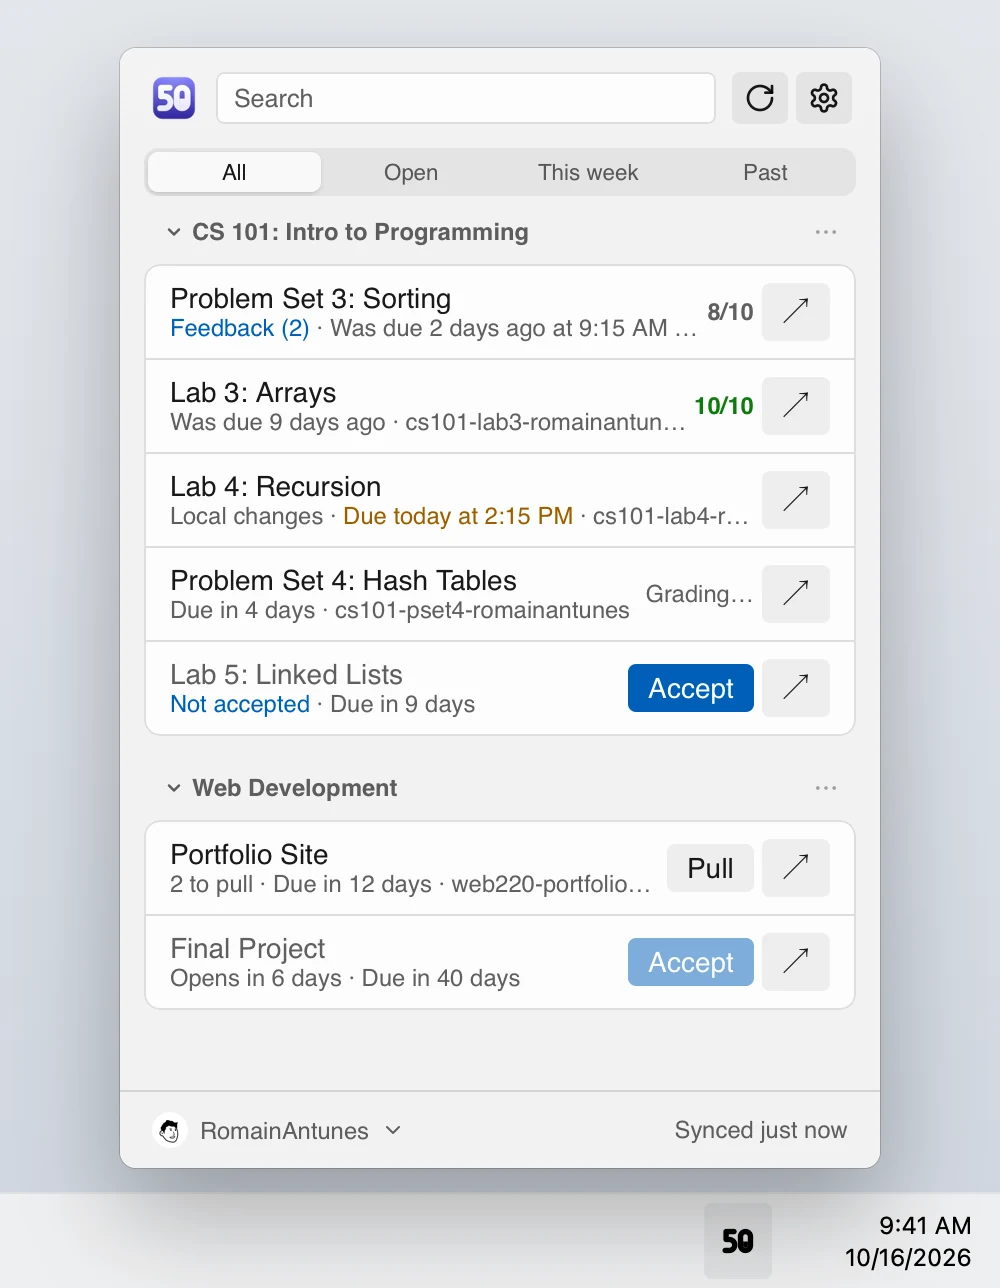 50
Search
All
Open
This week
Past
CS 101: Intro to Programming
Problem Set 3: Sorting
Feedback (2) · Was due 2 days ago at 9:15 AM …
8/10
Lab 3: Arrays
Was due 9 days ago · cs101-lab3-romainantun…
10/10
Lab 4: Recursion
Local changes · Due today at 2:15 PM · cs101-lab4-r…
Problem Set 4: Hash Tables
Due in 4 days · cs101-pset4-romainantunes
Grading…
Lab 5: Linked Lists
Not accepted · Due in 9 days
Accept
Web Development
Portfolio Site
2 to pull · Due in 12 days · web220-portfolio…
Pull
Final Project
Opens in 6 days · Due in 40 days
Accept
RomainAntunes
Synced just now
50
9:41 AM
10/16/2026